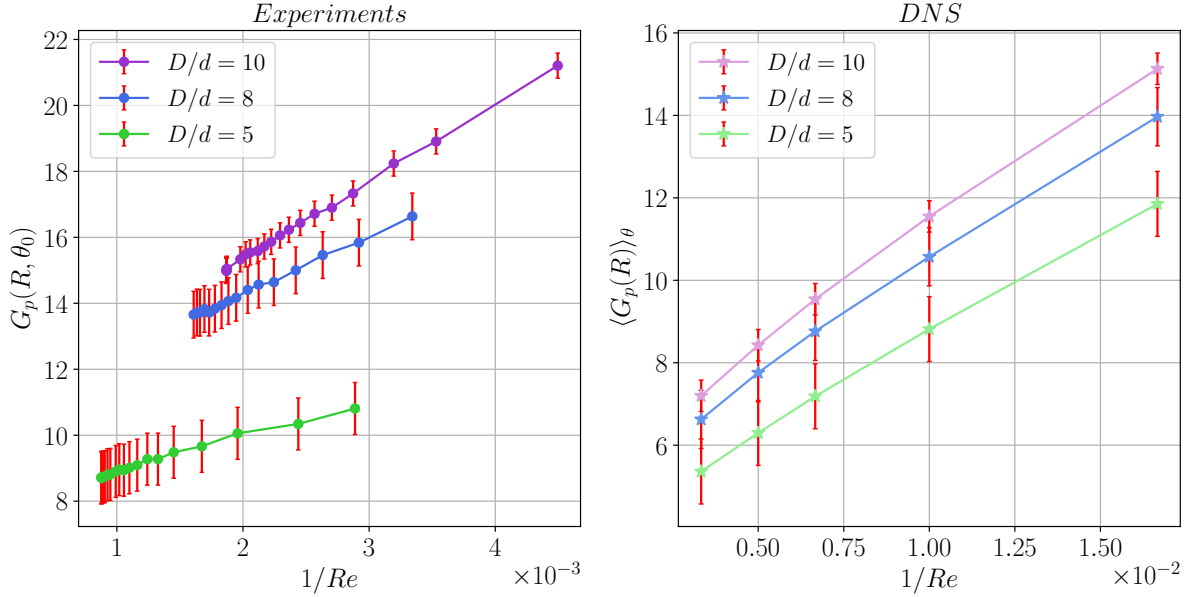 Experiments
G_p(R, θ_0)
22
20
18
16
14
12
10
8
D/d = 10
D/d = 8
D/d = 5
1
2
3
4
×10^{-3}
1/Re
DNS
⟨G_p(R)⟩_θ
16
14
12
10
8
6
D/d = 10
D/d = 8
D/d = 5
0.50
0.75
1.00
1.25
1.50
×10^{-2}
1/Re